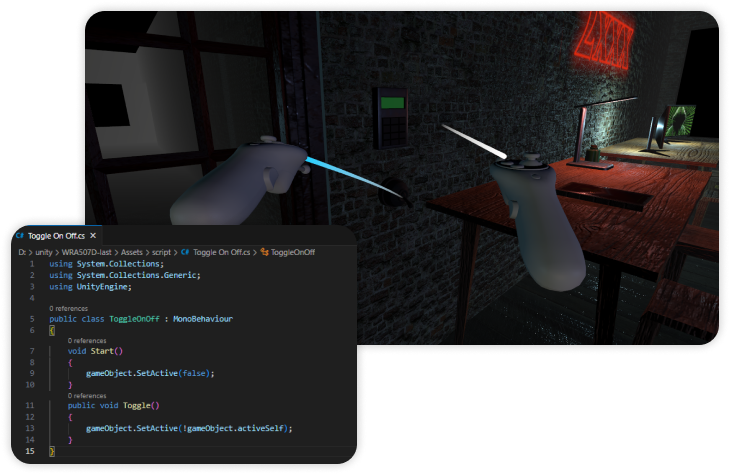 Toggle On Off.cs
D: > unity > WRA507D-last > Assets > script > Toggle On Off.cs > ToggleOnOff
1 using System.Collections;
2 using System.Collections.Generic;
3 using UnityEngine;
4
0 references
5 public class ToggleOnOff : MonoBehaviour
6 {
0 references
7 void Start()
8 {
9 gameObject.SetActive(false);
10 }
0 references
11 public void Toggle()
12 {
13 gameObject.SetActive(!gameObject.activeSelf);
14 }
15 }